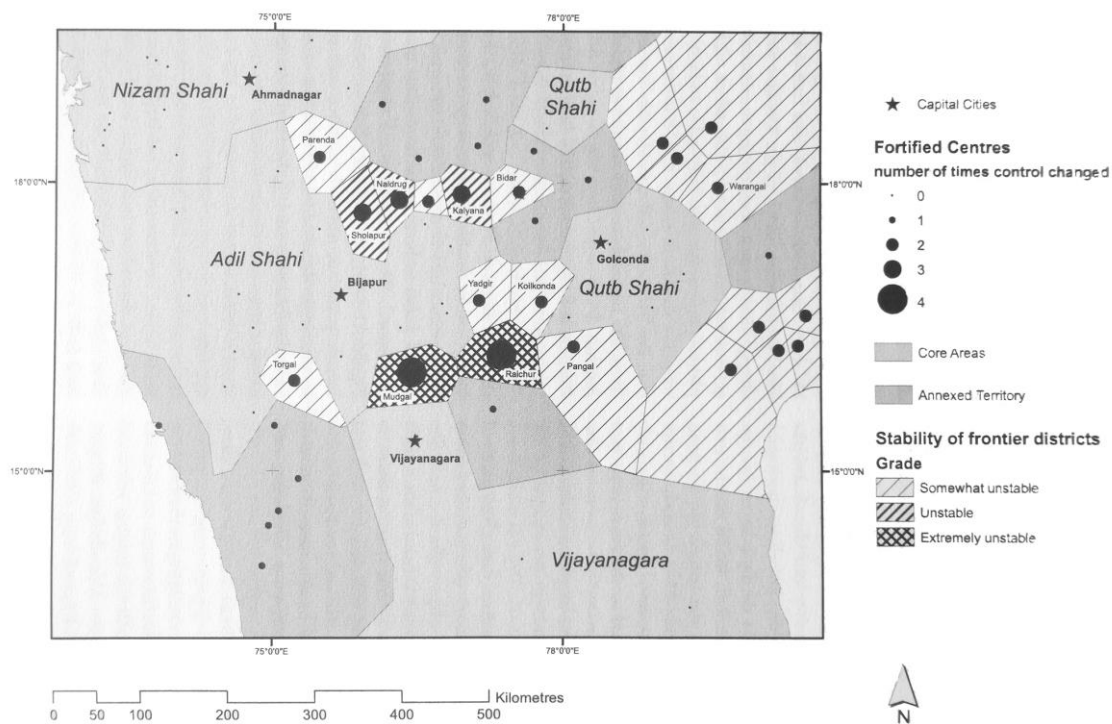 75°0'0"E 78°0'0"E
Nizam Shahi
Ahmadnagar
Qutb
Shahi
Parenda
18°0'0"N
18°0'0"N
Naldrug
Kalyana
Bidar
Warangal
Sholapur
Adil Shahi
Bijapur
Golconda
Qutb Shahi
Yadgir
Koilkonda
Torgal
Mudgal
Raichur
Pangal
Vijayanagara
15°0'0"N
15°0'0"N
Vijayanagara
75°0'0"E 78°0'0"E
Capital Cities
Fortified Centres
number of times control changed
0
1
2
3
4
Core Areas
Annexed Territory
Stability of frontier districts
Grade
Somewhat unstable
Unstable
Extremely unstable
Kilometres
0 50 100 200 300 400 500
N